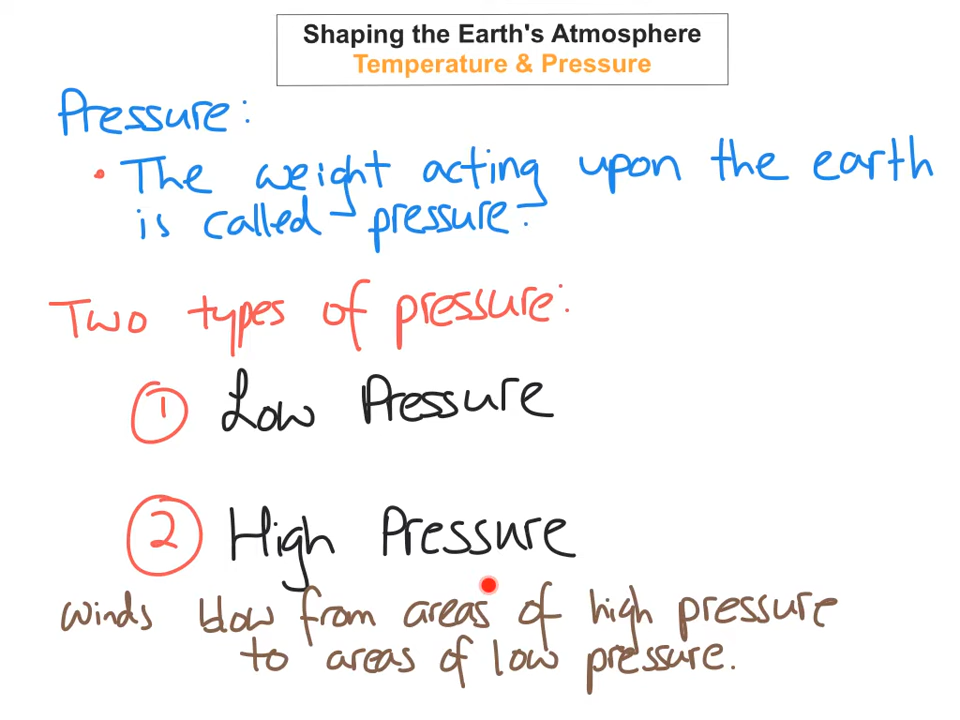 Shaping the Earth's Atmosphere
Temperature & Pressure
Pressure:
• The weight acting upon the earth
is called pressure.
Two types of pressure:
① Low Pressure
② High Pressure
winds blow from areas of high pressure
to areas of low pressure.